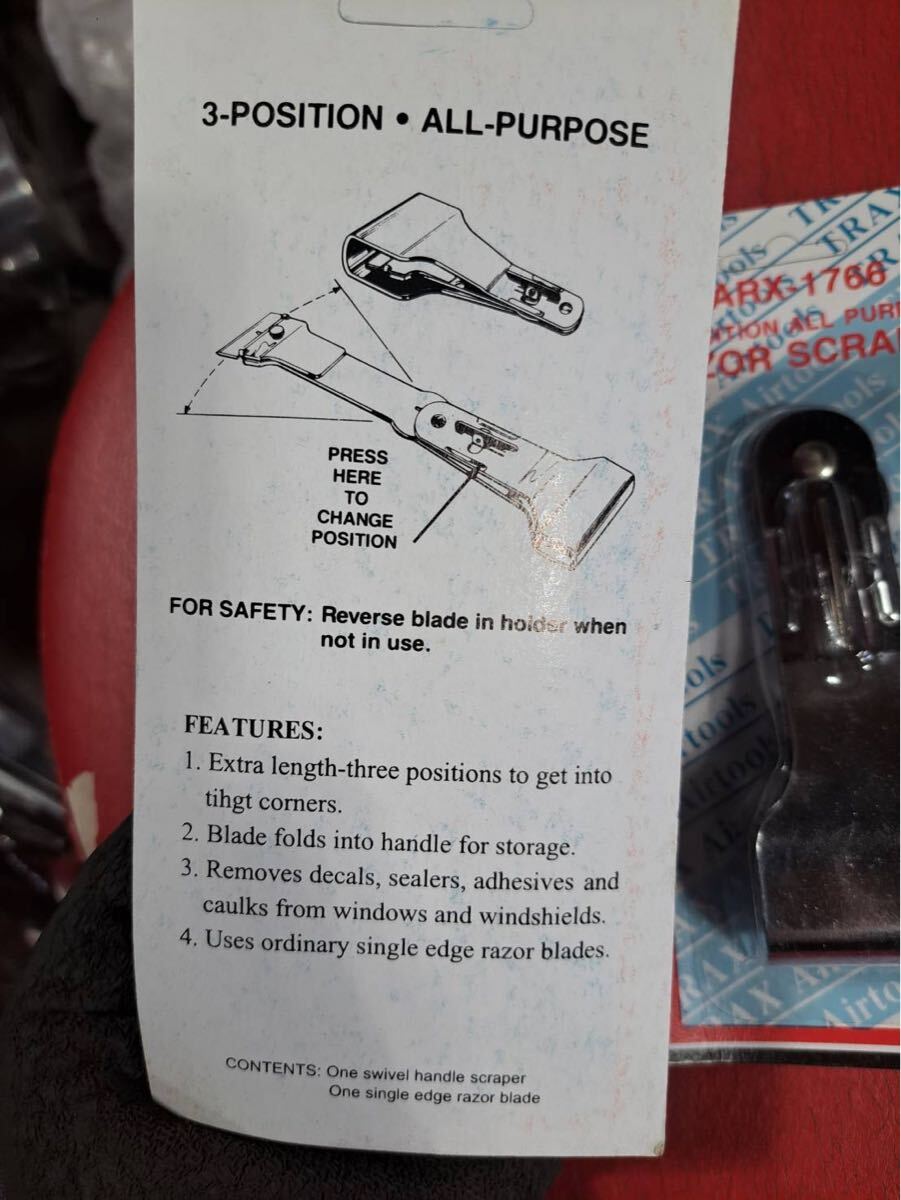 3-POSITION • ALL-PURPOSE
PRESS
HERE
TO
CHANGE
POSITION
FOR SAFETY: Reverse blade in holder when
not in use.
FEATURES:
1. Extra length-three positions to get into
tihgt corners.
2. Blade folds into handle for storage.
3. Removes decals, sealers, adhesives and
caulks from windows and windshields.
4. Uses ordinary single edge razor blades.
CONTENTS: One swivel handle scraper
One single edge razor blade
ARX-1766
ALL
Airtools